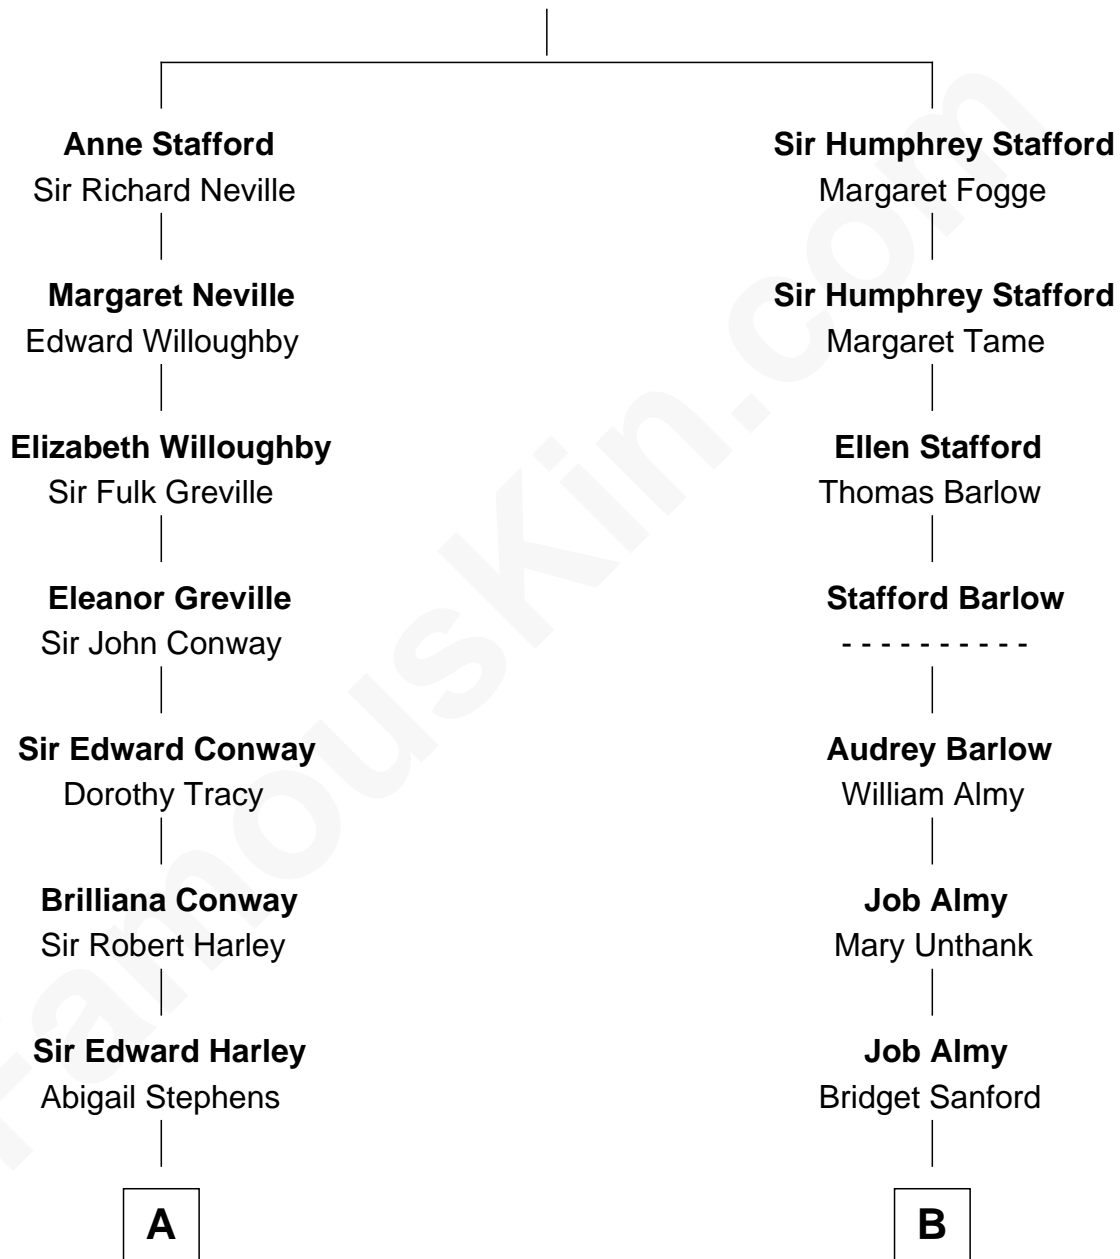 Anne Stafford
Sir Richard Neville
Margaret Neville
Edward Willoughby
Elizabeth Willoughby
Sir Fulk Greville
Eleanor Greville
Sir John Conway
Sir Edward Conway
Dorothy Tracy
Brilliana Conway
Sir Robert Harley
Sir Edward Harley
Abigail Stephens
A
Sir Humphrey Stafford
Margaret Fogge
Sir Humphrey Stafford
Margaret Tame
Ellen Stafford
Thomas Barlow
Stafford Barlow
- - - - - - - - - -
Audrey Barlow
William Almy
Job Almy
Mary Unthank
Job Almy
Bridget Sanford
B
FamousKin.com